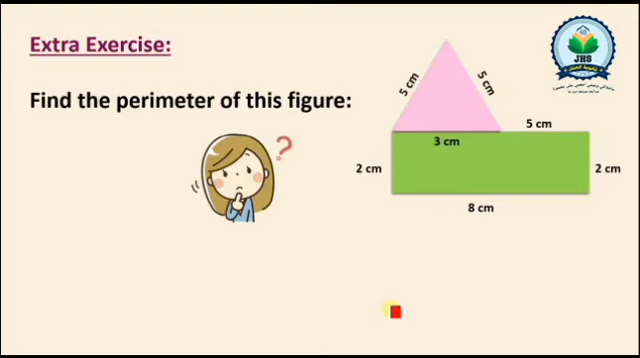 Extra Exercise:
Find the perimeter of this figure:
5 cm
5 cm
5 cm
3 cm
2 cm
2 cm
8 cm
JHS